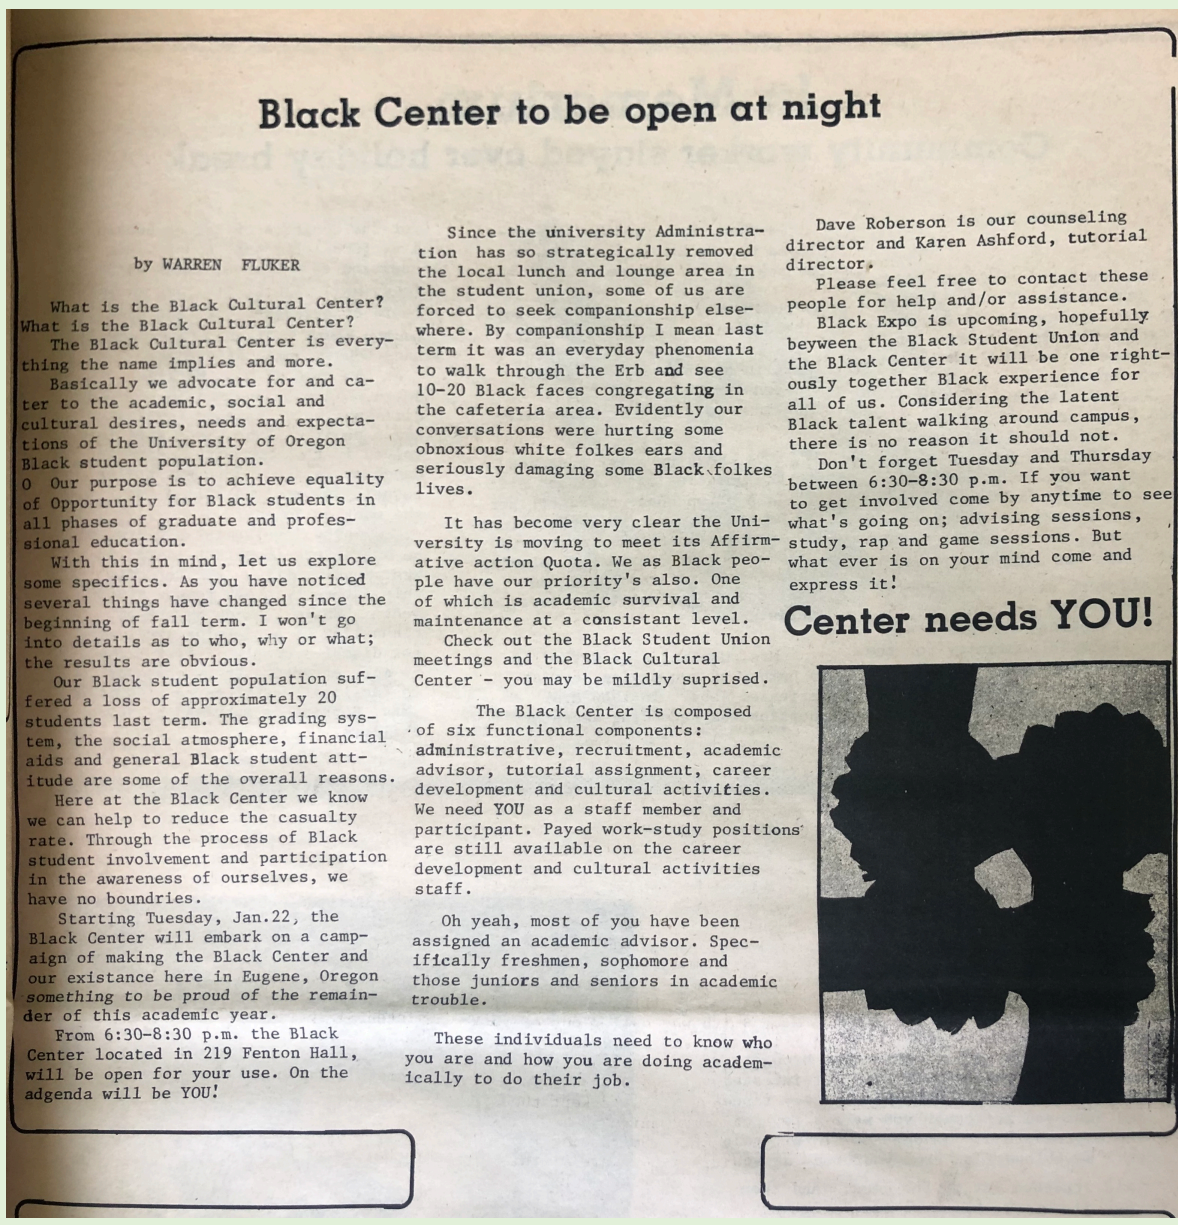 Black Center to be open at night
by WARREN FLUKER
What is the Black Cultural Center?
What is the Black Cultural Center?
The Black Cultural Center is every-
thing the name implies and more.
Basically we advocate for and ca-
ter to the academic, social and
cultural desires, needs and expecta-
tions of the University of Oregon
Black student population.
O Our purpose is to achieve equality
of Opportunity for Black students in
all phases of graduate and profes-
sional education.
With this in mind, let us explore
some specifics. As you have noticed
several things have changed since the
beginning of fall term. I won't go
into details as to who, why or what;
the results are obvious.
Our Black student population suf-
fered a loss of approximately 20
students last term. The grading sys-
tem, the social atmosphere, financial
aids and general Black student att-
itude are some of the overall reasons.
Here at the Black Center we know
we can help to reduce the casualty
rate. Through the process of Black
student involvement and participation
in the awareness of ourselves, we
have no boundries.
Starting Tuesday, Jan.22, the
Black Center will embark on a camp-
aign of making the Black Center and
our existance here in Eugene, Oregon
something to be proud of the remain-
der of this academic year.
From 6:30-8:30 p.m. the Black
Center located in 219 Fenton Hall,
will be open for your use. On the
adgenda will be YOU!
Since the university Administra-
tion has so strategically removed
the local lunch and lounge area in
the student union, some of us are
forced to seek companionship else-
where. By companionship I mean last
term it was an everyday phenomenia
to walk through the Erb and see
10-20 Black faces congregating in
the cafeteria area. Evidently our
conversations were hurting some
obnoxious white folkes ears and
seriously damaging some Black folkes
lives.
It has become very clear the Uni-
versity is moving to meet its Affirm-
ative action Quota. We as Black peo-
ple have our priority's also. One
of which is academic survival and
maintenance at a consistant level.
Check out the Black Student Union
meetings and the Black Cultural
Center - you may be mildly suprised.
The Black Center is composed
of six functional components:
administrative, recruitment, academic
advisor, tutorial assignment, career
development and cultural activities.
We need YOU as a staff member and
participant. Payed work-study positions
are still available on the career
development and cultural activities
staff.
Oh yeah, most of you have been
assigned an academic advisor. Spec-
ifically freshmen, sophomore and
those juniors and seniors in academic
trouble.
These individuals need to know who
you are and how you are doing academ-
ically to do their job.
Dave Roberson is our counseling
director and Karen Ashford, tutorial
director.
Please feel free to contact these
people for help and/or assistance.
Black Expo is upcoming, hopefully
beyween the Black Student Union and
the Black Center it will be one right-
ously together Black experience for
all of us. Considering the latent
Black talent walking around campus,
there is no reason it should not.
Don't forget Tuesday and Thursday
between 6:30-8:30 p.m. If you want
to get involved come by anytime to see
what's going on; advising sessions,
study, rap and game sessions. But
what ever is on your mind come and
express it!
Center needs YOU!